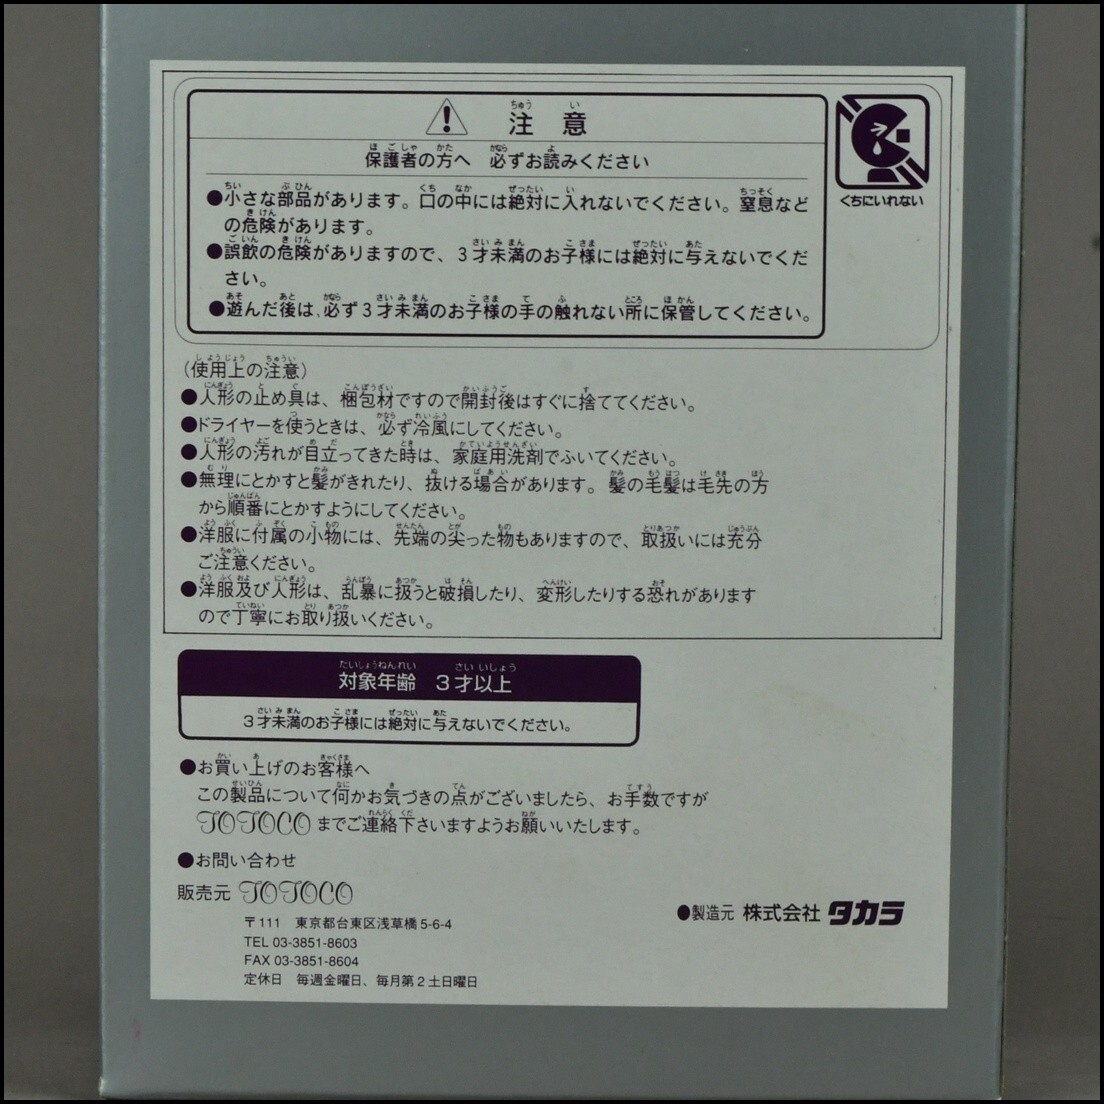 注意
保護者の方へ 必ずお読みください
●小さな部品があります。口の中には絶対に入れないでください。窒息など
の危険があります。
●誤飲の危険がありますので、3才未満のお子様には絶対に与えないでくだ
さい。
●遊んだ後は、必ず3才未満のお子様の手の触れない所に保管してください。
くちにいれない
(使用上の注意)
●人形の止め具は、梱包材ですので開封後はすぐに捨ててください。
●ドライヤーを使うときは、必ず冷風にしてください。
●人形の汚れが目立ってきた時は、家庭用洗剤でふいてください。
●無理にとかすと髪がきれたり、抜ける場合があります。髪の毛髪は毛先の方
から順番にとかすようにしてください。
●洋服に付属の小物には、先端の尖った物もありますので、取扱いには充分
ご注意ください。
●洋服及び人形は、乱暴に扱うと破損したり、変形したりする恐れがあります
ので丁寧にお取り扱いください。
対象年齢 3才以上
3才未満のお子様には絶対に与えないでください。
●お買い上げのお客様へ
この製品について何かお気づきの点がございましたら、お手数ですが
TOTOCO までご連絡下さいますようお願いいたします。
●お問い合わせ
販売元 TOTOCO
〒111 東京都台東区浅草橋5-6-4
TEL 03-3851-8603
FAX 03-3851-8604
定休日 毎週金曜日、毎月第2土日曜日
●製造元 株式会社 タカラ